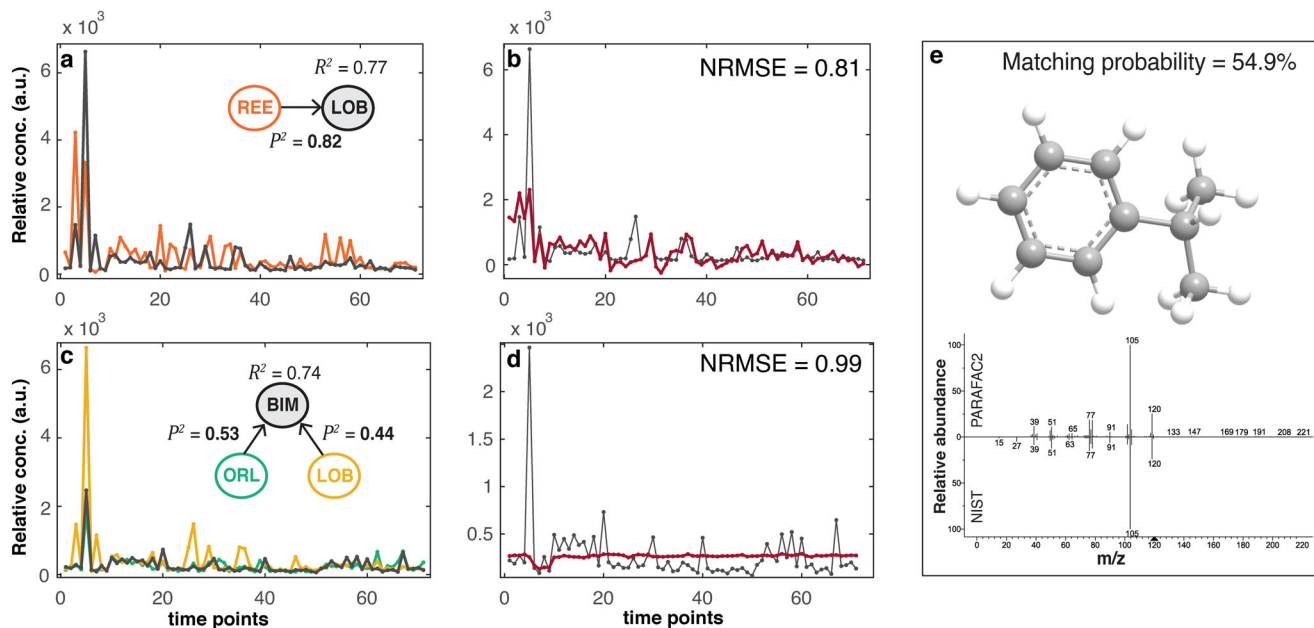 x 10³
a
R² = 0.77
REE
LOB
P² = 0.82
Relative conc. (a.u.)
6
4
2
0
0
20
40
60
x 10³
b
NRMSE = 0.81
6
4
2
0
0
20
40
60
x 10³
c
R² = 0.74
BIM
P² = 0.53
P² = 0.44
ORL
LOB
Relative conc. (a.u.)
6
4
2
0
0
20
40
60
time points
x 10³
d
NRMSE = 0.99
2
1.5
1
0.5
0
20
40
60
time points
e
Matching probability = 54.9%
Relative abundance
PARAFAC2
NIST
100
50
0
50
100
105
120
77
39
51
65
91
133
147
169
179
191
208
221
15
27
39
51
63
77
91
120
105
0
20
40
60
80
100
120
140
160
180
200
220
m/z